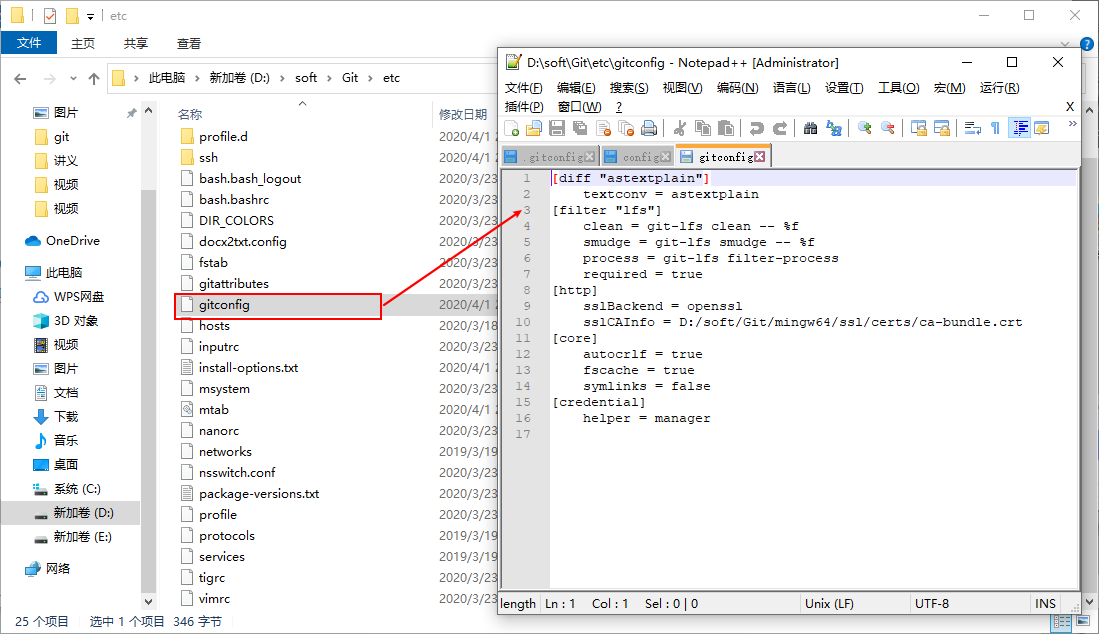 etc
文件 主页 共享 查看
此电脑 新加卷 (D:) soft Git etc
图片
git
讲义
视频
视频
OneDrive
此电脑
WPS网盘
3D 对象
视频
图片
文档
下载
音乐
桌面
系统 (C:)
新加卷 (D:)
新加卷 (E:)
网络
名称 修改日期
profile.d 2020/4/1
ssh 2020/4/1
bash.bash_logout 2020/3/23
bash.bashrc 2020/3/23
DIR_COLORS 2020/3/23
docx2txt.config 2020/3/23
fstab 2020/3/23
gitattributes 2020/3/23
gitconfig 2020/4/1
hosts 2020/3/18
inputrc 2020/3/23
install-options.txt 2020/4/1
msystem 2020/3/23
mtab 2020/4/1
nanorc 2020/3/23
networks 2019/3/19
nsswitch.conf 2020/3/23
package-versions.txt 2020/3/23
profile 2020/3/23
protocols 2019/3/19
services 2019/3/19
tigrc 2020/3/23
vimrc 2020/3/23
25 个项目 选中 1 个项目 346 字节
D:\soft\Git\etc\gitconfig - Notepad++ [Administrator]
文件(F) 编辑(E) 搜索(S) 视图(V) 编码(N) 语言(L) 设置(T) 工具(O) 宏(M) 运行(R)
插件(P) 窗口(W) ? X
.gitconfig config gitconfig
1 [diff "astextplain"]
2 textconv = astextplain
3 [filter "lfs"]
4 clean = git-lfs clean -- %f
5 smudge = git-lfs smudge -- %f
6 process = git-lfs filter-process
7 required = true
8 [http]
9 sslBackend = openssl
10 sslCAInfo = D:/soft/Git/mingw64/ssl/certs/ca-bundle.crt
11 [core]
12 autocrlf = true
13 fscache = true
14 symlinks = false
15 [credential]
16 helper = manager
17
length Ln : 1 Col : 1 Sel : 0 | 0 Unix (LF) UTF-8 INS